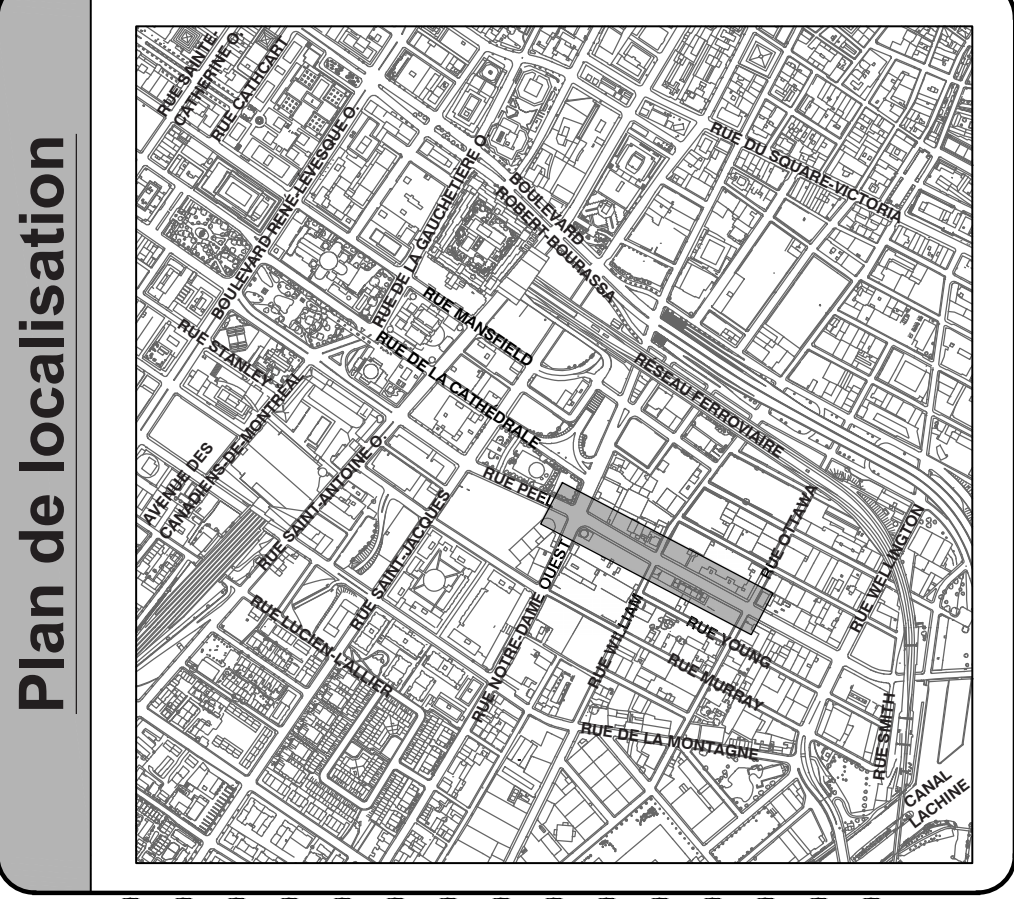 Plan de localisation
RUE SAINTE-
CATHERINE O.
RUE CATHCART
BOULEVARD RENÉ-LÉVESQUE O.
RUE DE LA GAUCHETIERE O.
BOULEVARD
ROBERT-BOURASSA
RUE DU SQUARE-VICTORIA
RUE MANSFIELD
RUE STANLEY
RUE DE LA CATHÉDRALE
RÉSEAU FERROVIAIRE
AVENUE DES
CANADIENS-DE-MONTRÉAL
RUE SAINT-ANTOINE O.
RUE SAINT-JACQUES
RUE PEEL
RUE OTTAWA
RUE WELLINGTON
RUE NOTRE-DAME OUEST
RUE WILLIAM
RUE LUCIEN-L'ALLIER
RUE YOUNG
RUE MURRAY
RUE DE LA MONTAGNE
RUE SMITH
CANAL
LACHINE